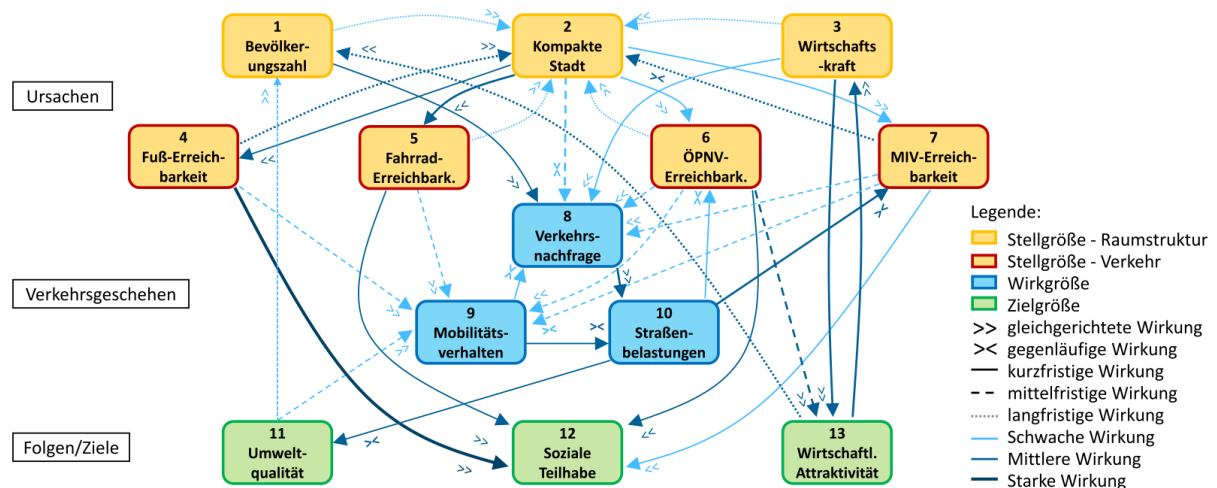 1
Bevölker-
ungszahl
2
Kompakte
Stadt
3
Wirtschafts
-kraft
Ursachen
4
Fuß-Erreich-
barkeit
5
Fahrrad-
Erreichbark.
6
ÖPNV-
Erreichbark.
7
MIV-Erreich-
barkeit
8
Verkehrs-
nachfrage
Verkehrsgeschehen
9
Mobilitäts-
verhalten
10
Straßen-
belastungen
Folgen/Ziele
11
Umwelt-
qualität
12
Soziale
Teilhabe
13
Wirtschaftl.
Attraktivität
Legende:
Stellgröße - Raumstruktur
Stellgröße - Verkehr
Wirkgröße
Zielgröße
>> gleichgerichtete Wirkung
>< gegenläufige Wirkung
kurzfristige Wirkung
mittelfristige Wirkung
langfristige Wirkung
Schwache Wirkung
Mittlere Wirkung
Starke Wirkung